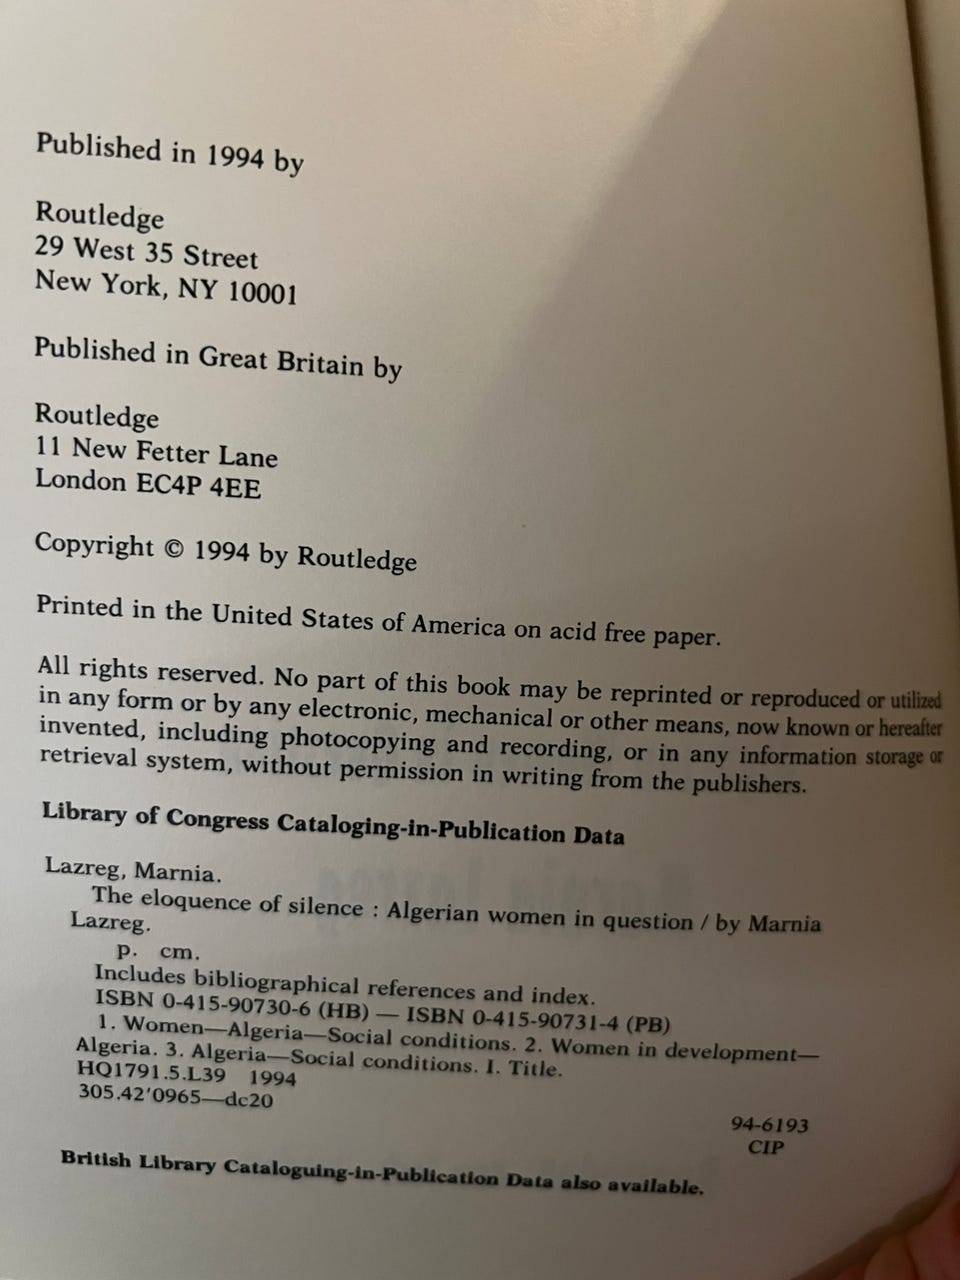 Published in 1994 by
Routledge
29 West 35 Street
New York, NY 10001
Published in Great Britain by
Routledge
11 New Fetter Lane
London EC4P 4EE
Copyright © 1994 by Routledge
Printed in the United States of America on acid free paper.
All rights reserved. No part of this book may be reprinted or reproduced or utilized
in any form or by any electronic, mechanical or other means, now known or hereafter
invented, including photocopying and recording, or in any information storage or
retrieval system, without permission in writing from the publishers.
Library of Congress Cataloging-in-Publication Data
Lazreg, Marnia.
The eloquence of silence : Algerian women in question / by Marnia
Lazreg.
p. cm.
Includes bibliographical references and index.
ISBN 0-415-90730-6 (HB) — ISBN 0-415-90731-4 (PB)
1. Women—Algeria—Social conditions. 2. Women in development—
Algeria. 3. Algeria—Social conditions. I. Title.
HQ1791.5.L39 1994
305.42'0965—dc20
94-6193
CIP
British Library Cataloguing-in-Publication Data also available.